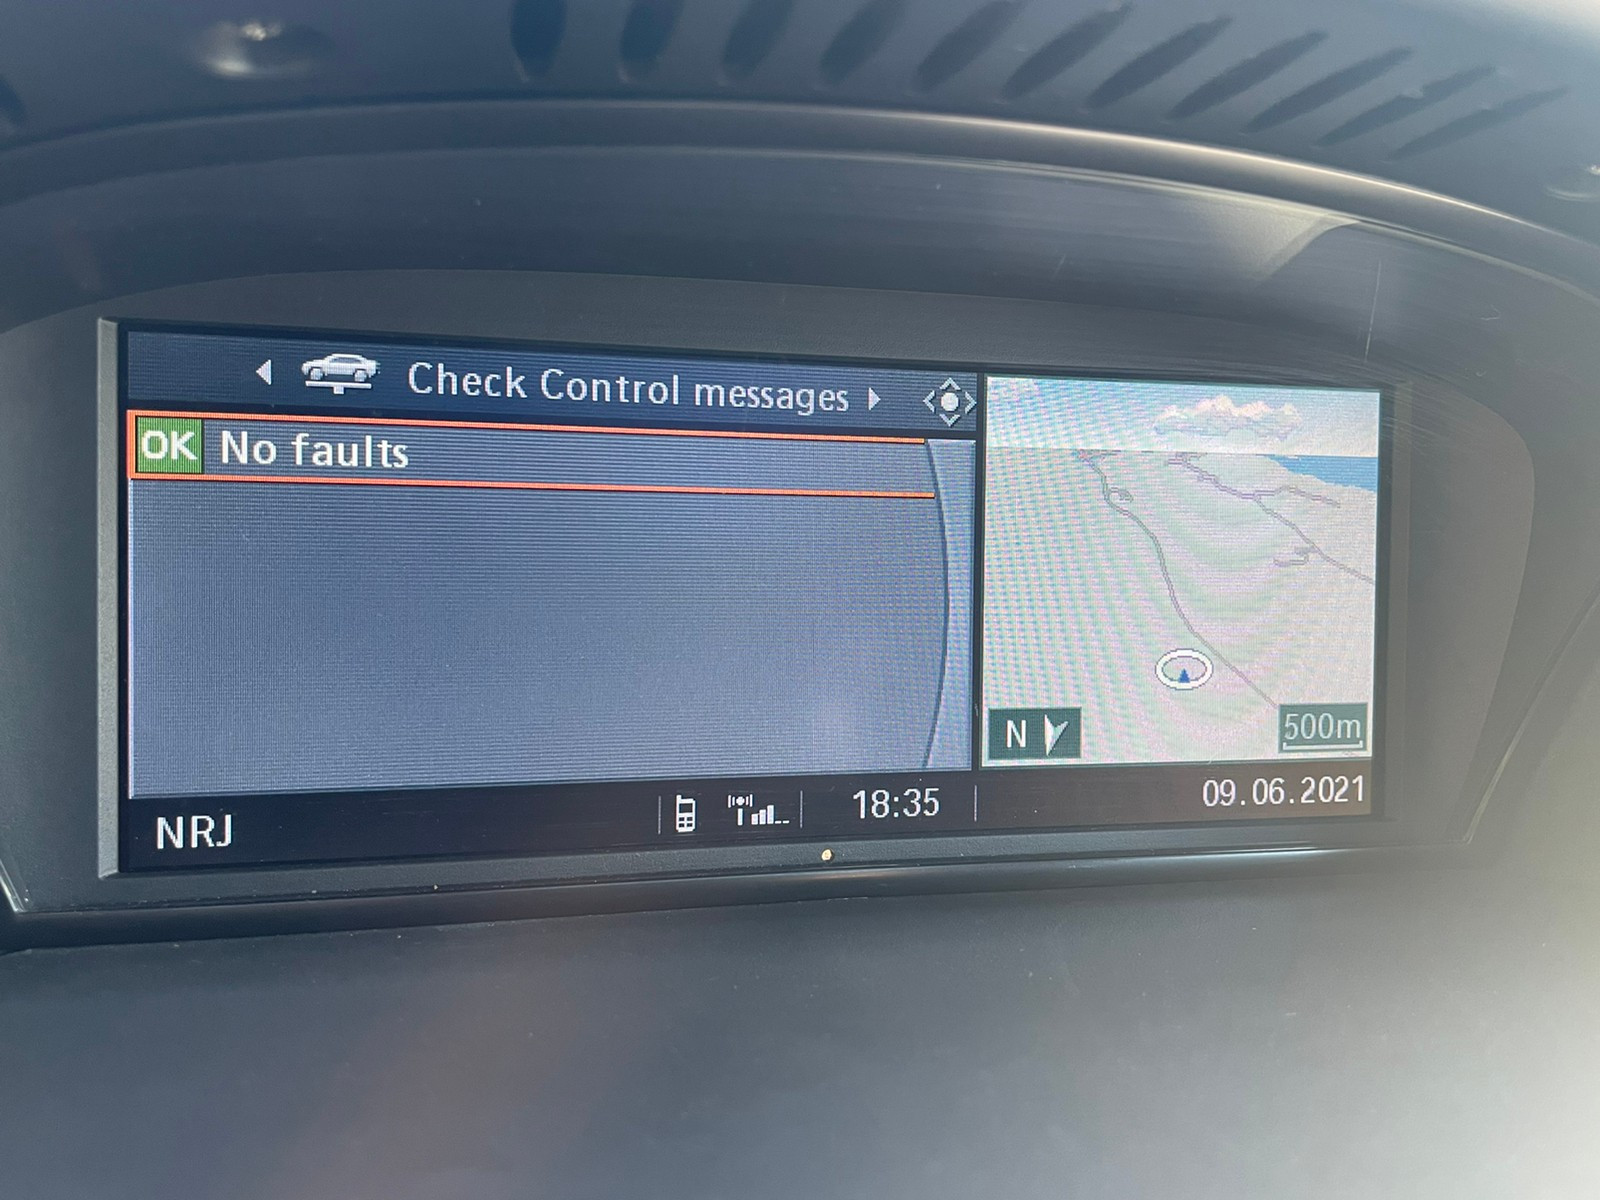 Check Control messages
OK No faults
N
500m
NRJ
18:35
09.06.2021